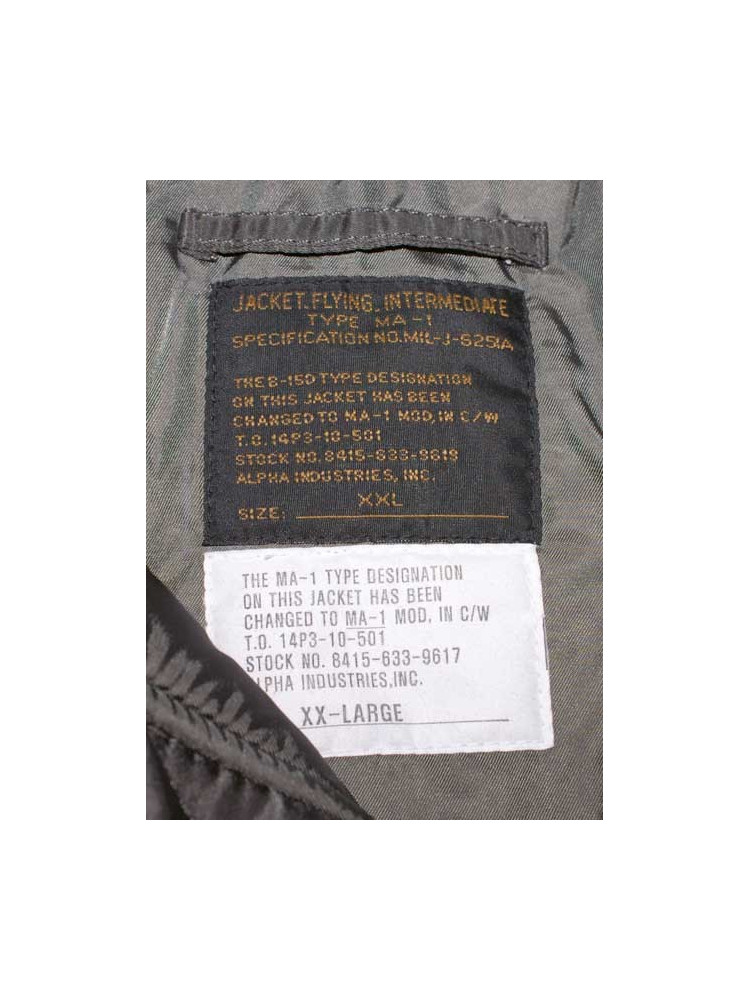 JACKET,FLYING, INTERMEDIATE
TYPE MA-1
SPECIFICATION NO.MIL-J-8251A
THE B-15D TYPE DESIGNATION
ON THIS JACKET HAS BEEN
CHANGED TO MA-1 MOD, IN C/W
T.O. 14P3-10-501
STOCK NO. 8415-633-9619
ALPHA INDUSTRIES, INC.
XXL
SIZE:
THE MA-1 TYPE DESIGNATION
ON THIS JACKET HAS BEEN
CHANGED TO MA-1 MOD, IN C/W
T.O. 14P3-10-501
STOCK NO. 8415-633-9617
ALPHA INDUSTRIES,INC.
XX-LARGE